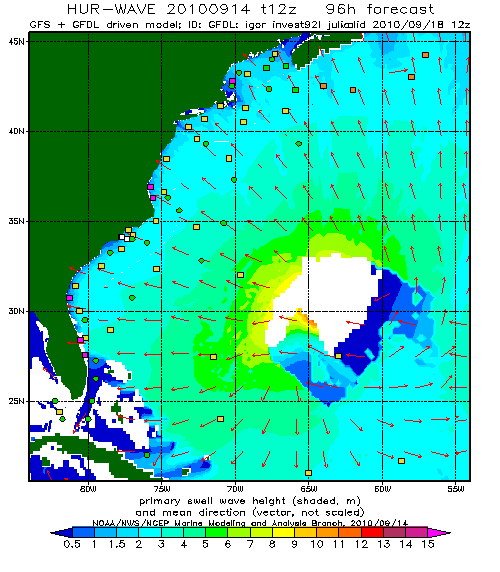 HUR-WAVE 20100914 t12z 96h forecast
GFS + GFDL driven model; ID: GFDL: igor invest92l julia valid 2010/09/18 12z
45N
40N
35N
30N
25N
80W 75W 70W 65W 60W 55W
primary swell wave height (shaded, m)
and mean direction (vector, not scaled)
NOAA/NWS/NCEP Marine Modeling and Analysis Branch, 2010/09/14
0.5 1 1.5 2 3 4 5 6 7 8 9 10 11 12 13 14 15